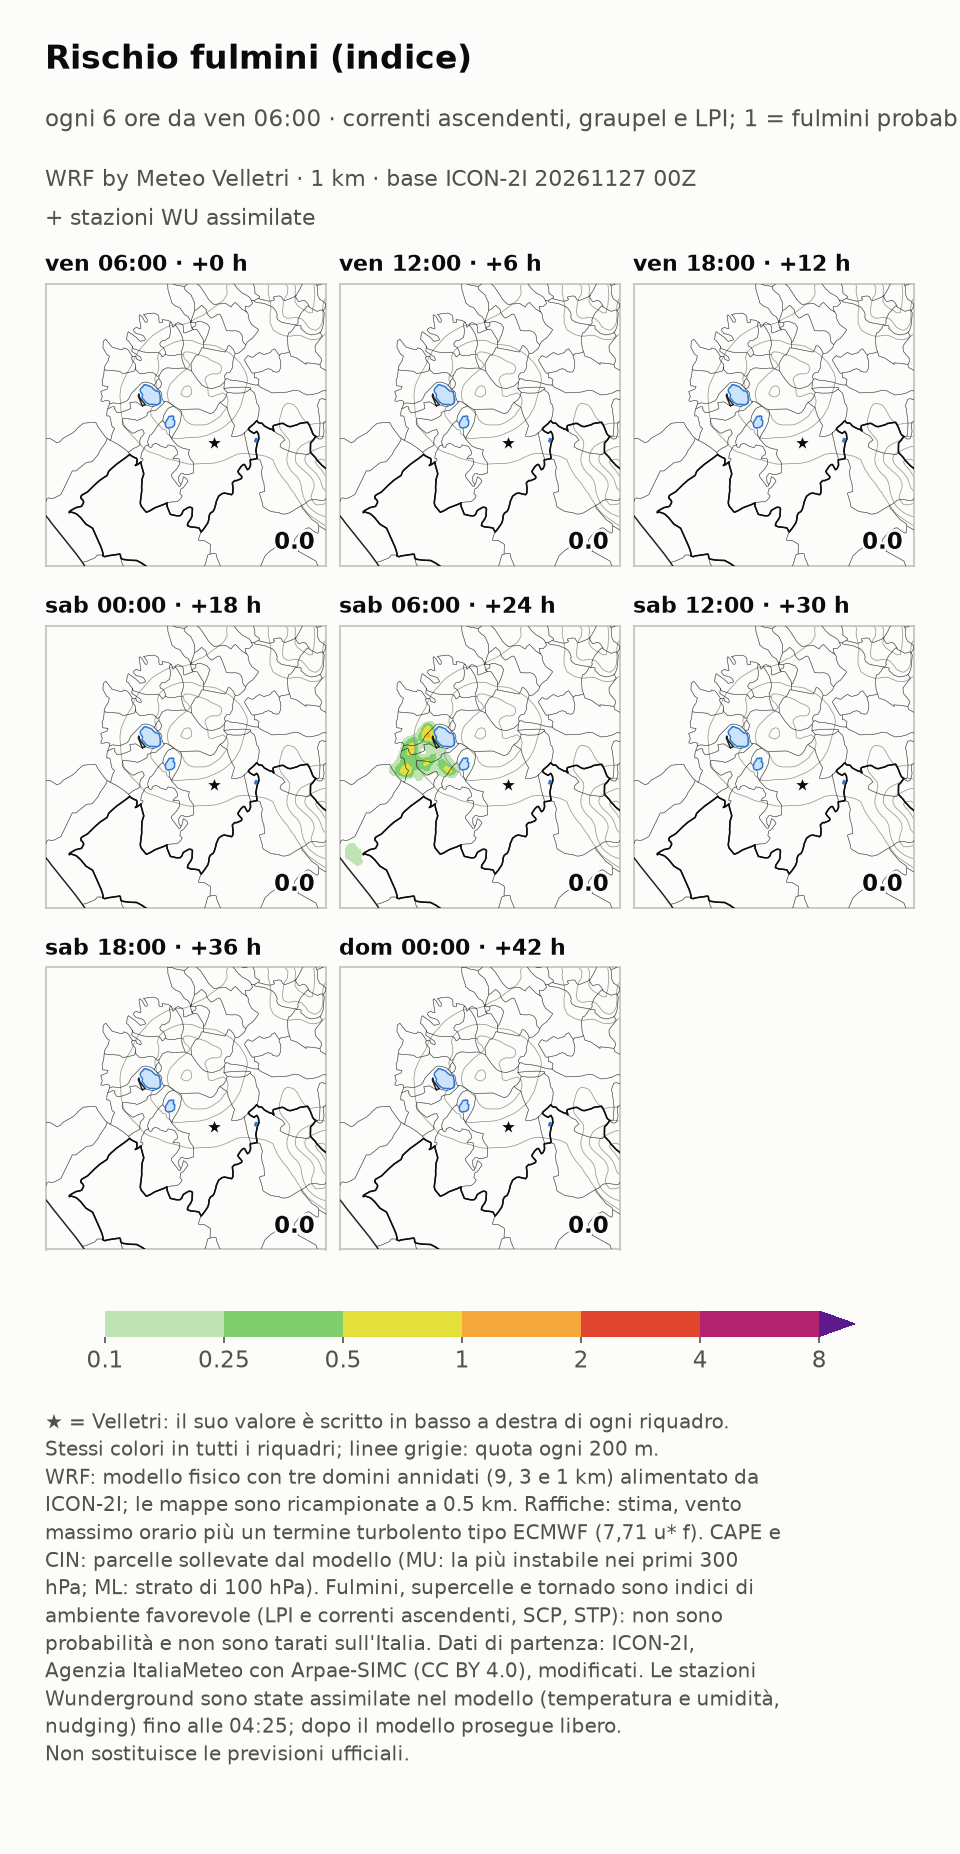 Rischio fulmini (indice)
ogni 6 ore da ven 06:00 · correnti ascendenti, graupel e LPI; 1 = fulmini probab
WRF by Meteo Velletri · 1 km · base ICON-2I 20261127 00Z
+ stazioni WU assimilate
ven 06:00 · +0 h
ven 12:00 · +6 h
ven 18:00 · +12 h
0.0
0.0
0.0
sab 00:00 · +18 h
sab 06:00 · +24 h
sab 12:00 · +30 h
0.0
0.0
0.0
sab 18:00 · +36 h
dom 00:00 · +42 h
0.0
0.0
0.1 0.25 0.5 1 2 4 8
★ = Velletri: il suo valore è scritto in basso a destra di ogni riquadro.
Stessi colori in tutti i riquadri; linee grigie: quota ogni 200 m.
WRF: modello fisico con tre domini annidati (9, 3 e 1 km) alimentato da
ICON-2I; le mappe sono ricampionate a 0.5 km. Raffiche: stima, vento
massimo orario più un termine turbolento tipo ECMWF (7,71 u* f). CAPE e
CIN: parcelle sollevate dal modello (MU: la più instabile nei primi 300
hPa; ML: strato di 100 hPa). Fulmini, supercelle e tornado sono indici di
ambiente favorevole (LPI e correnti ascendenti, SCP, STP): non sono
probabilità e non sono tarati sull'Italia. Dati di partenza: ICON-2I,
Agenzia ItaliaMeteo con Arpae-SIMC (CC BY 4.0), modificati. Le stazioni
Wunderground sono state assimilate nel modello (temperatura e umidità,
nudging) fino alle 04:25; dopo il modello prosegue libero.
Non sostituisce le previsioni ufficiali.